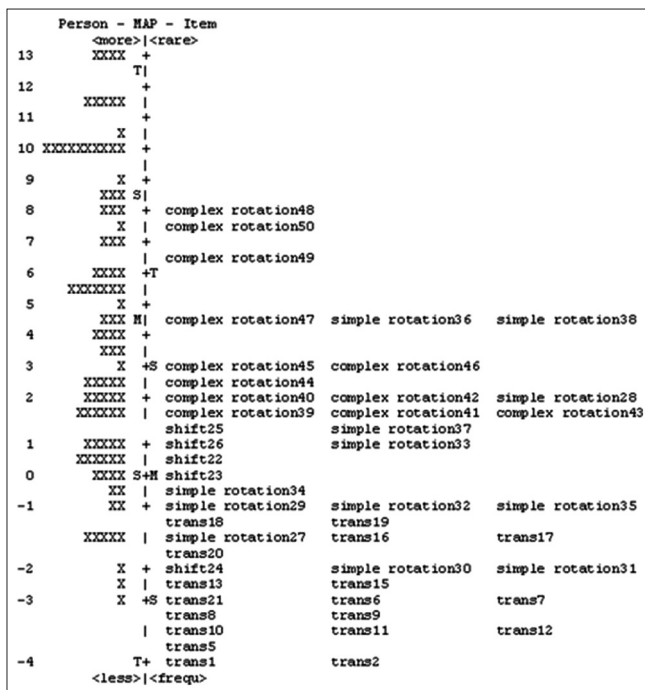 Person - MAP - Item
<more>|<rare>
13 XXXX +
T|
12 +
XXXXX |
11 +
X |
10 XXXXXXXXXX +
|
9 X +
XXX S|
8 XXX + complex rotation48
X | complex rotation50
7 XXX +
| complex rotation49
6 XXXX +T
XXXXXXX |
5 X +
XXX M| complex rotation47 simple rotation36 simple rotation38
4 XXXX +
XXX |
3 X +S complex rotation45 complex rotation46
XXXXX | complex rotation44
2 XXXXX + complex rotation40 complex rotation42 simple rotation28
XXXXXX | complex rotation39 complex rotation41 complex rotation43
shift25 simple rotation37
1 XXXXX + shift26 simple rotation33
XXXXXX | shift22
0 XXXX S+M shift23
XX | simple rotation34
-1 XX + simple rotation29 simple rotation32 simple rotation35
trans18 trans19
XXXXX | simple rotation27 trans16 trans17
trans20
-2 X + shift24 simple rotation30 simple rotation31
X | trans13 trans15
-3 X +S trans21 trans6 trans7
trans8 trans9
| trans10 trans11 trans12
trans5
-4 T+ trans1 trans2
<less>|<frequ>